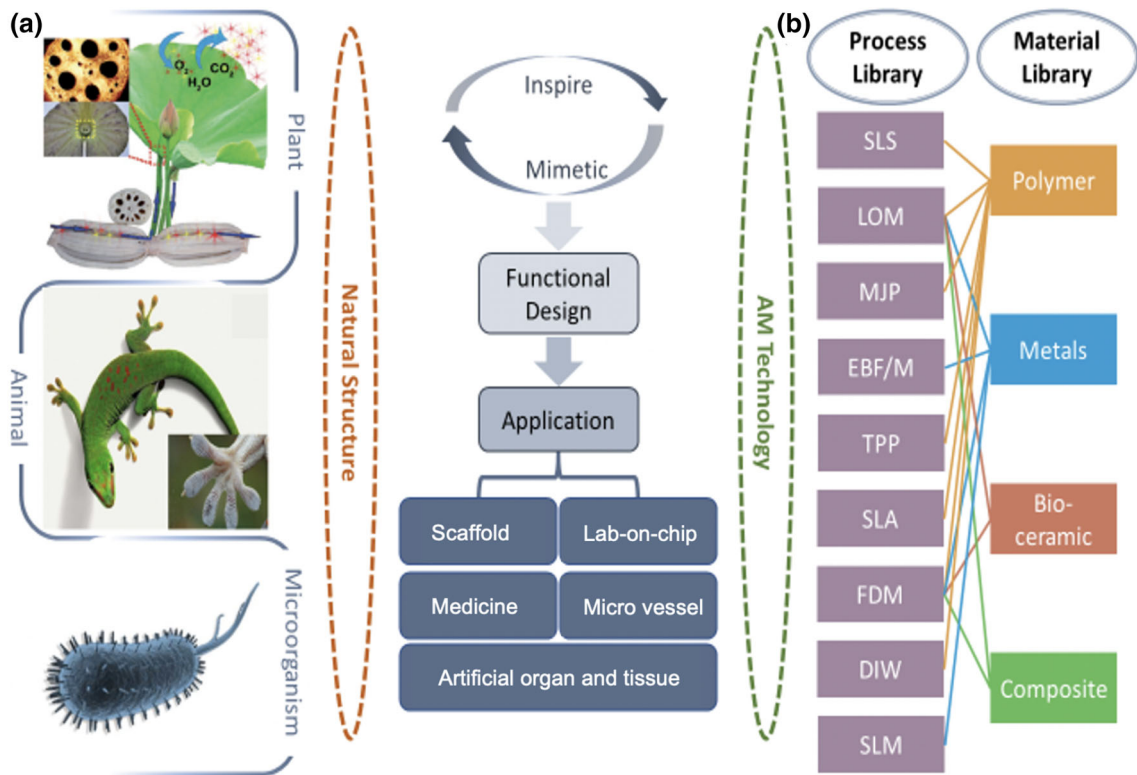 (a)
O2
H2O
CO2
Plant
Animal
Microorganism
Natural Structure
Inspire
Mimetic
Functional
Design
Application
Scaffold
Lab-on-chip
Medicine
Micro vessel
Artificial organ and tissue
AM Technology
(b)
Process
Library
Material
Library
SLS
LOM
MJP
EBF/M
TPP
SLA
FDM
DIW
SLM
Polymer
Metals
Bio-
ceramic
Composite